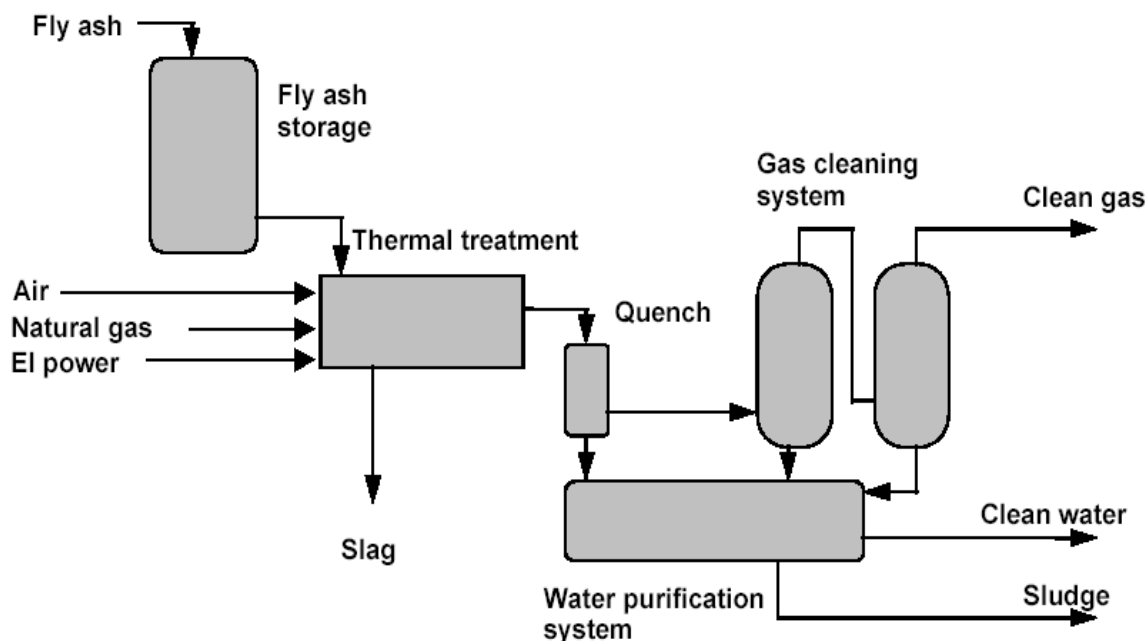 Fly ash
Fly ash
storage
Gas cleaning
system
Clean gas
Thermal treatment
Air
Natural gas
El power
Quench
Slag
Clean water
Water purification
system
Sludge